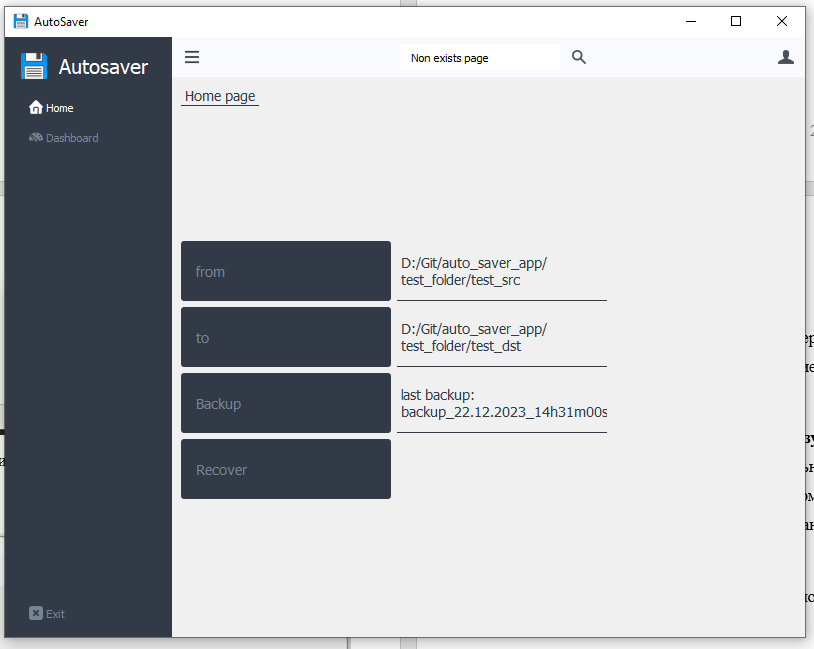 AutoSaver
Autosaver
Non exists page
Home
Home page
Dashboard
from
D:/Git/auto_saver_app/
test_folder/test_src
to
D:/Git/auto_saver_app/
test_folder/test_dst
Backup
last backup:
backup_22.12.2023_14h31m00s
Recover
Exit